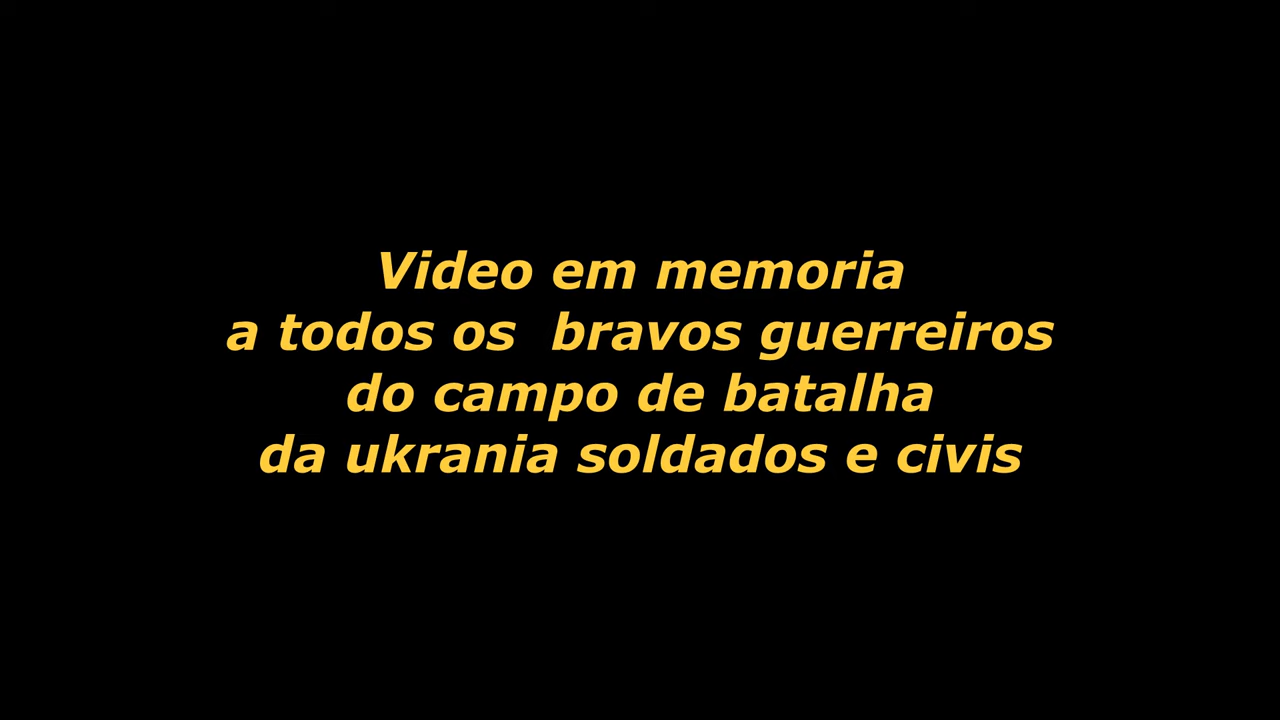 Video em memoria
a todos os  bravos guerreiros
do campo de batalha
da ukrania soldados e civis